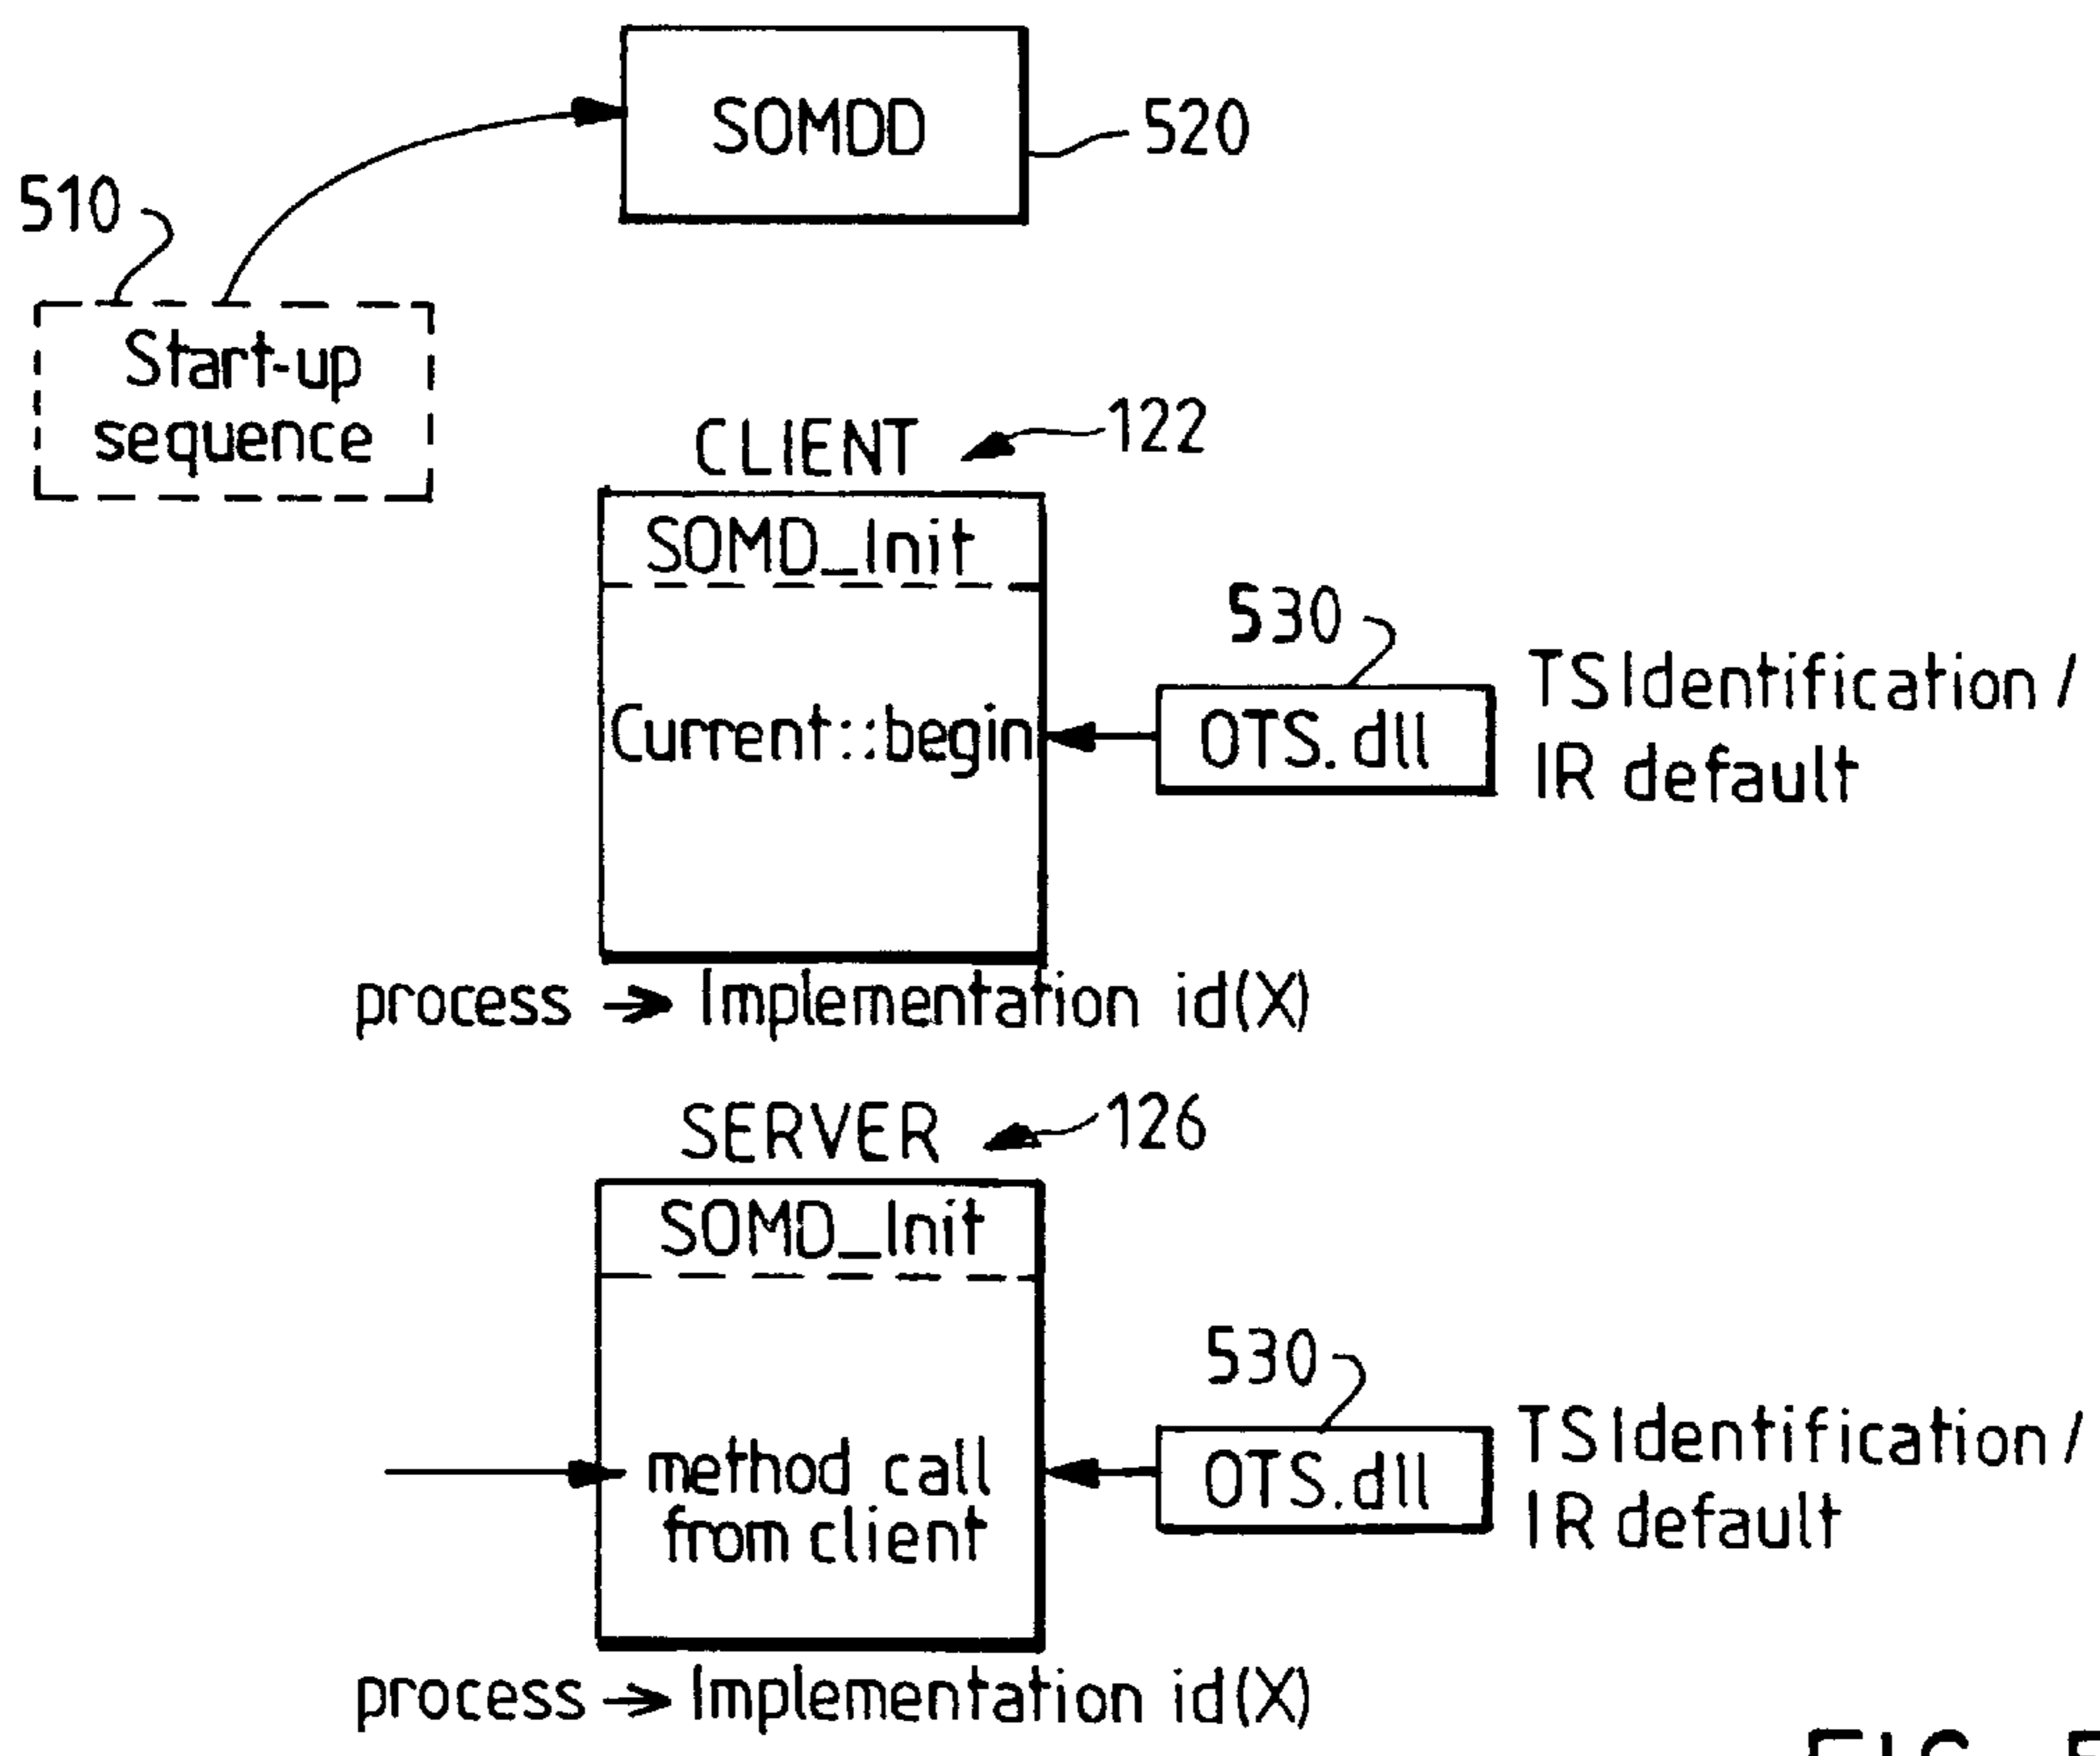 SOMDD
520
510
Start-up
sequence
CLIENT
122
SOMD_Init
530
Current::begin
OTS.dll
TSIdentification /
IR default
process → Implementation id(X)
SERVER
126
SOMD_Init
530
method call
from client
OTS.dll
TSIdentification /
IR default
process → Implementation id(X)